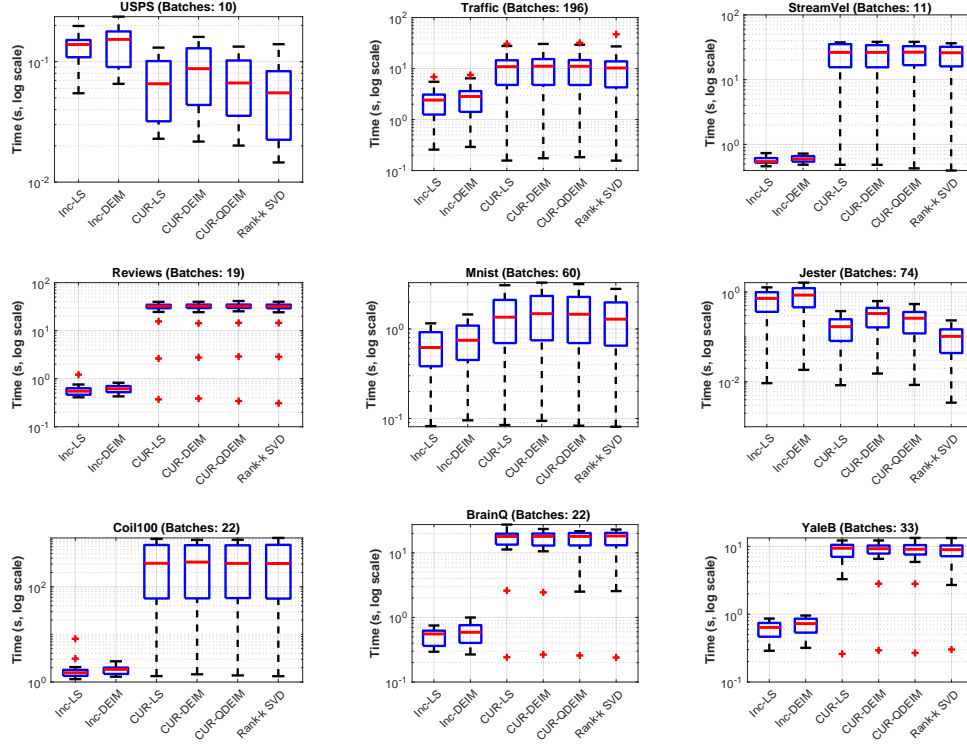 USPS (Batches: 10)
Time (s, log scale)
10^-1
10^-2
Inc-LS
Inc-DEIM
CUR-LS
CUR-DEIM
CUR-QDEIM
Rank-k SVD
Traffic (Batches: 196)
Time (s, log scale)
10^2
10^1
10^0
10^-1
Inc-LS
Inc-DEIM
CUR-LS
CUR-DEIM
CUR-QDEIM
Rank-k SVD
StreamVel (Batches: 11)
Time (s, log scale)
10^1
10^0
Inc-LS
Inc-DEIM
CUR-LS
CUR-DEIM
CUR-QDEIM
Rank-k SVD
Reviews (Batches: 19)
Time (s, log scale)
10^2
10^1
10^0
10^-1
Inc-LS
Inc-DEIM
CUR-LS
CUR-DEIM
CUR-QDEIM
Rank-k SVD
Mnist (Batches: 60)
Time (s, log scale)
10^0
10^-1
Inc-LS
Inc-DEIM
CUR-LS
CUR-DEIM
CUR-QDEIM
Rank-k SVD
Jester (Batches: 74)
Time (s, log scale)
10^0
10^-2
Inc-LS
Inc-DEIM
CUR-LS
CUR-DEIM
CUR-QDEIM
Rank-k SVD
Coil100 (Batches: 22)
Time (s, log scale)
10^2
10^0
Inc-LS
Inc-DEIM
CUR-LS
CUR-DEIM
CUR-QDEIM
Rank-k SVD
BrainQ (Batches: 22)
Time (s, log scale)
10^1
10^0
10^-1
Inc-LS
Inc-DEIM
CUR-LS
CUR-DEIM
CUR-QDEIM
Rank-k SVD
YaleB (Batches: 33)
Time (s, log scale)
10^1
10^0
10^-1
Inc-LS
Inc-DEIM
CUR-LS
CUR-DEIM
CUR-QDEIM
Rank-k SVD